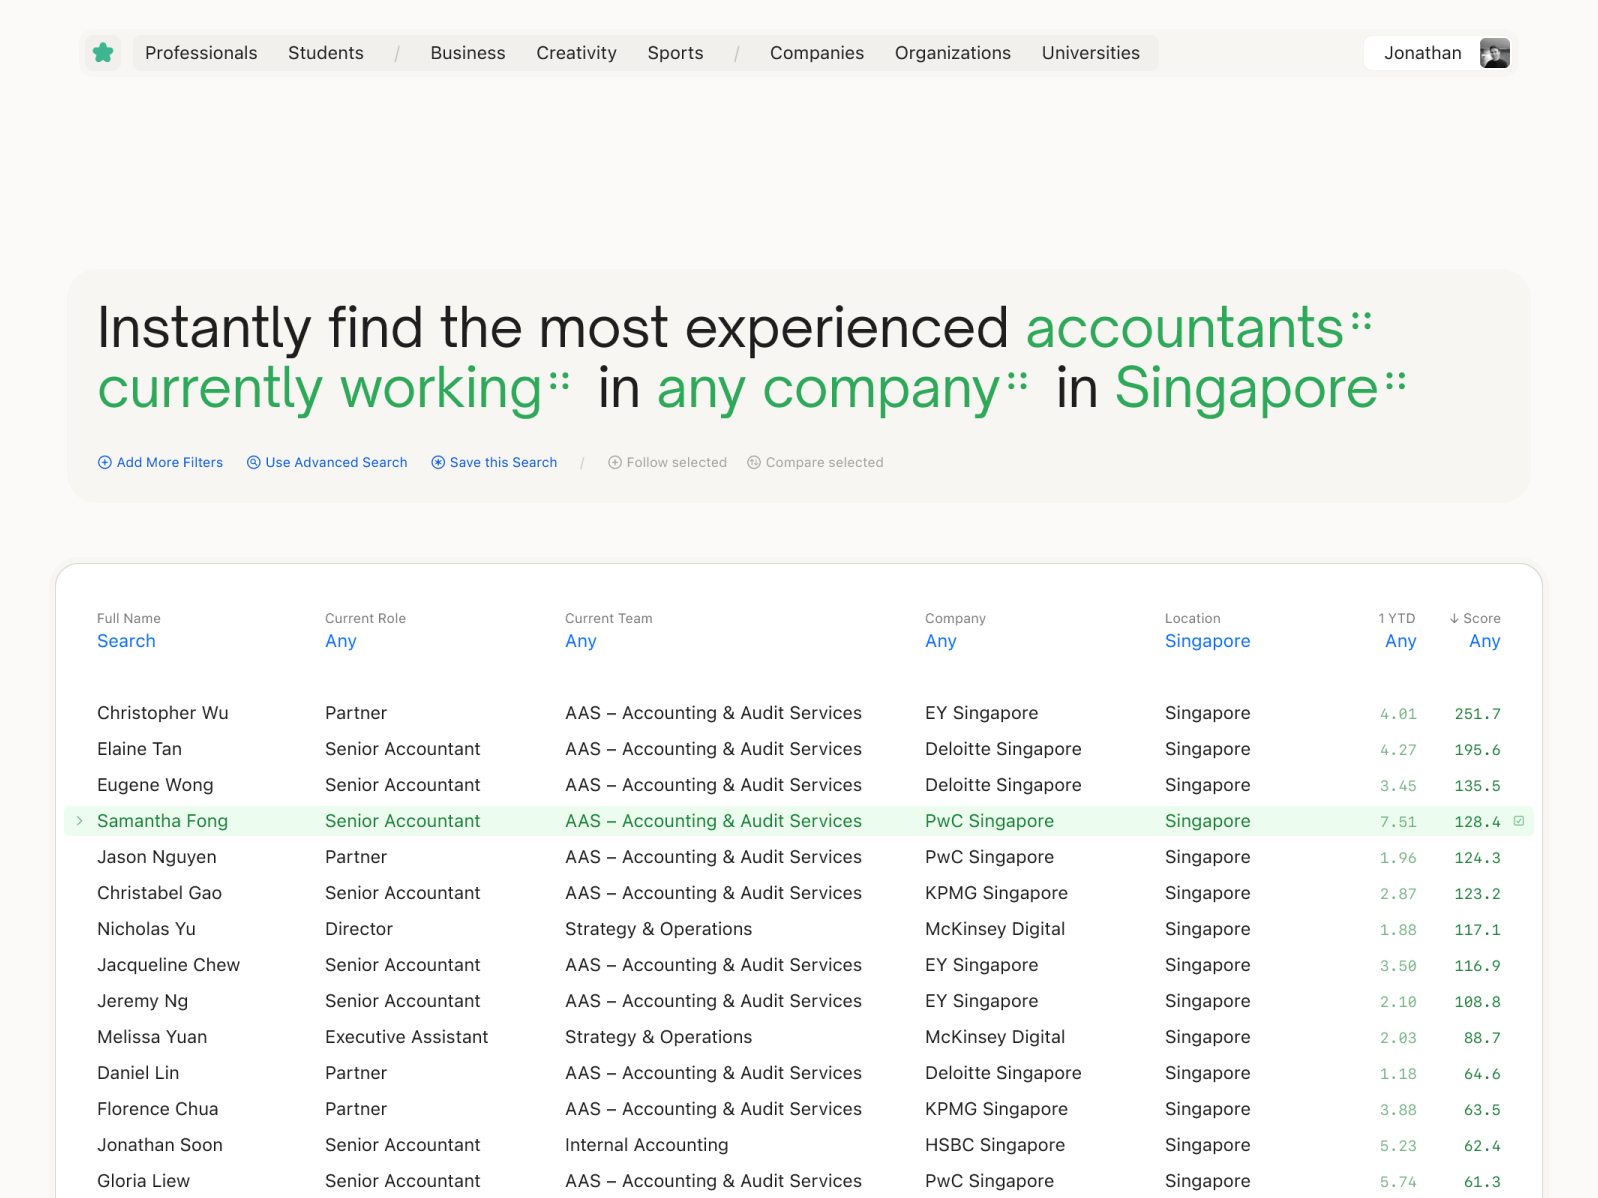 Professionals Students / Business Creativity Sports / Companies Organizations Universities Jonathan
Instantly find the most experienced accountants
currently working in any company in Singapore
Add More Filters Use Advanced Search Save this Search / Follow selected Compare selected
Full Name Current Role Current Team Company Location 1 YTD ↓ Score
Search Any Any Any Singapore Any Any
Christopher Wu Partner AAS – Accounting & Audit Services EY Singapore Singapore 4.01 251.7
Elaine Tan Senior Accountant AAS – Accounting & Audit Services Deloitte Singapore Singapore 4.27 195.6
Eugene Wong Senior Accountant AAS – Accounting & Audit Services Deloitte Singapore Singapore 3.45 135.5
Samantha Fong Senior Accountant AAS – Accounting & Audit Services PwC Singapore Singapore 7.51 128.4
Jason Nguyen Partner AAS – Accounting & Audit Services PwC Singapore Singapore 1.96 124.3
Christabel Gao Senior Accountant AAS – Accounting & Audit Services KPMG Singapore Singapore 2.87 123.2
Nicholas Yu Director Strategy & Operations McKinsey Digital Singapore 1.88 117.1
Jacqueline Chew Senior Accountant AAS – Accounting & Audit Services EY Singapore Singapore 3.50 116.9
Jeremy Ng Senior Accountant AAS – Accounting & Audit Services EY Singapore Singapore 2.10 108.8
Melissa Yuan Executive Assistant Strategy & Operations McKinsey Digital Singapore 2.03 88.7
Daniel Lin Partner AAS – Accounting & Audit Services Deloitte Singapore Singapore 1.18 64.6
Florence Chua Partner AAS – Accounting & Audit Services KPMG Singapore Singapore 3.88 63.5
Jonathan Soon Senior Accountant Internal Accounting HSBC Singapore Singapore 5.23 62.4
Gloria Liew Senior Accountant AAS – Accounting & Audit Services PwC Singapore Singapore 5.74 61.3